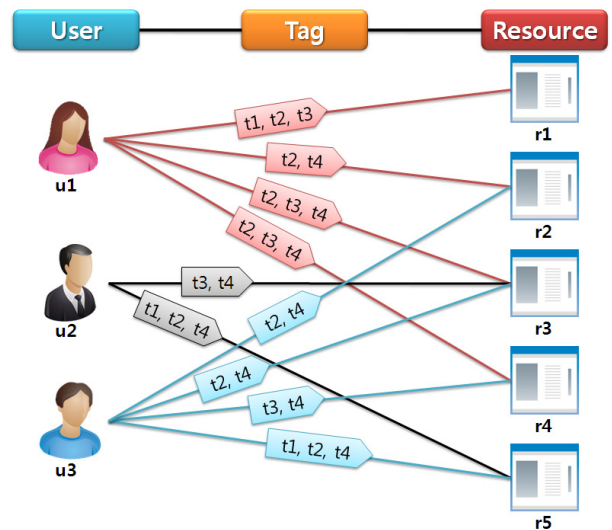 User
Tag
Resource
t1, t2, t3
r1
t2, t4
u1
t2, t3, t4
r2
t2, t3, t4
t3, t4
u2
t1, t2, t4
t2, t4
r3
t2, t4
t3, t4
r4
u3
t1, t2, t4
r5